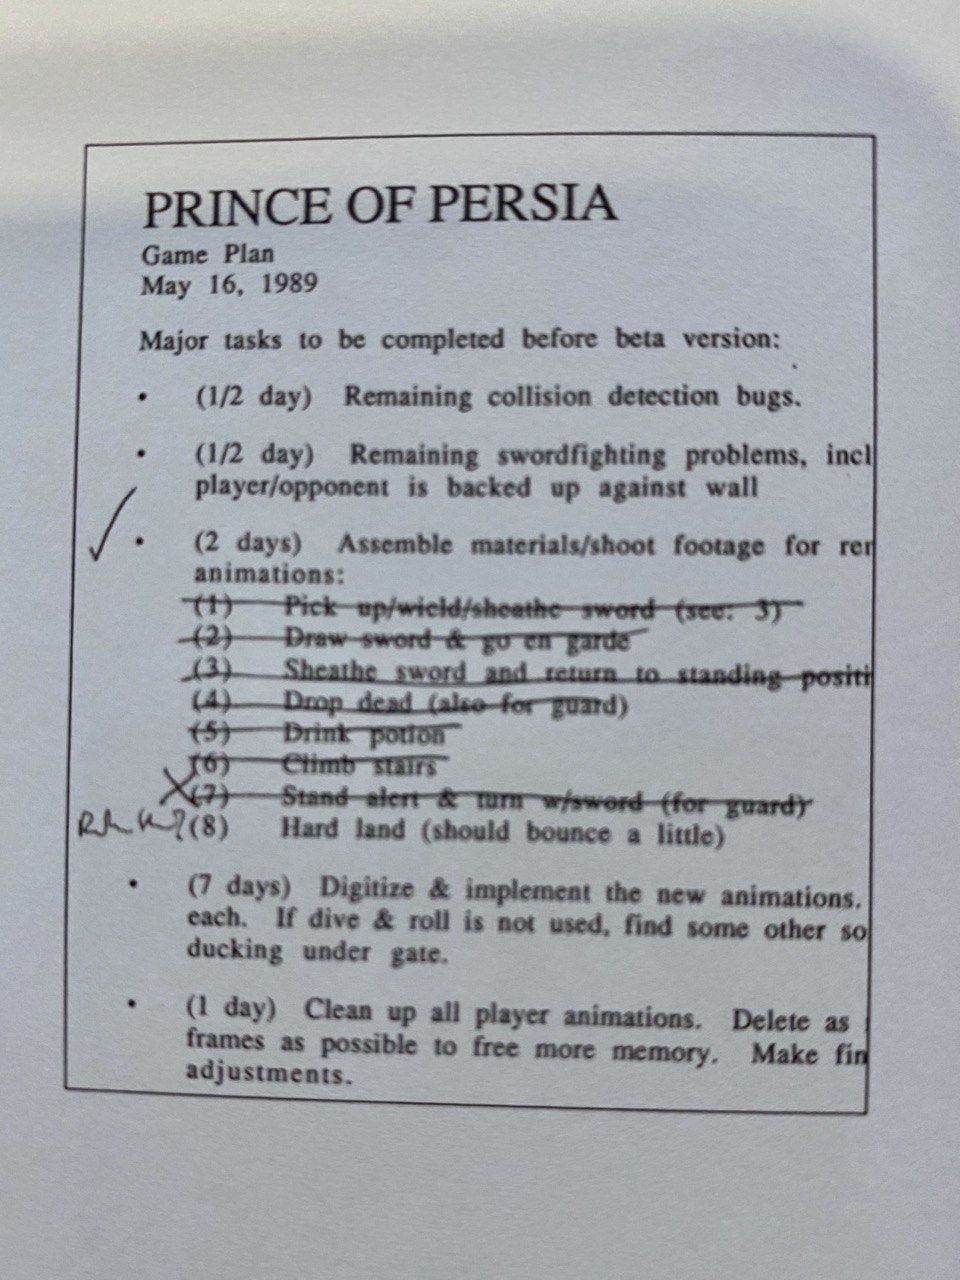 PRINCE OF PERSIA
Game Plan
May 16, 1989
Major tasks to be completed before beta version:
• (1/2 day) Remaining collision detection bugs.
• (1/2 day) Remaining swordfighting problems, incl
player/opponent is backed up against wall
• (2 days) Assemble materials/shoot footage for rer
animations:
(1) Pick up/wield/sheathe sword (see: 3)
(2) Draw sword & go en garde
(3) Sheathe sword and return to standing positi
(4) Drop dead (also for guard)
(5) Drink potion
(6) Climb stairs
(7) Stand alert & turn w/sword (for guard)
(8) Hard land (should bounce a little)
• (7 days) Digitize & implement the new animations.
each. If dive & roll is not used, find some other so
ducking under gate.
• (1 day) Clean up all player animations. Delete as
frames as possible to free more memory. Make fin
adjustments.